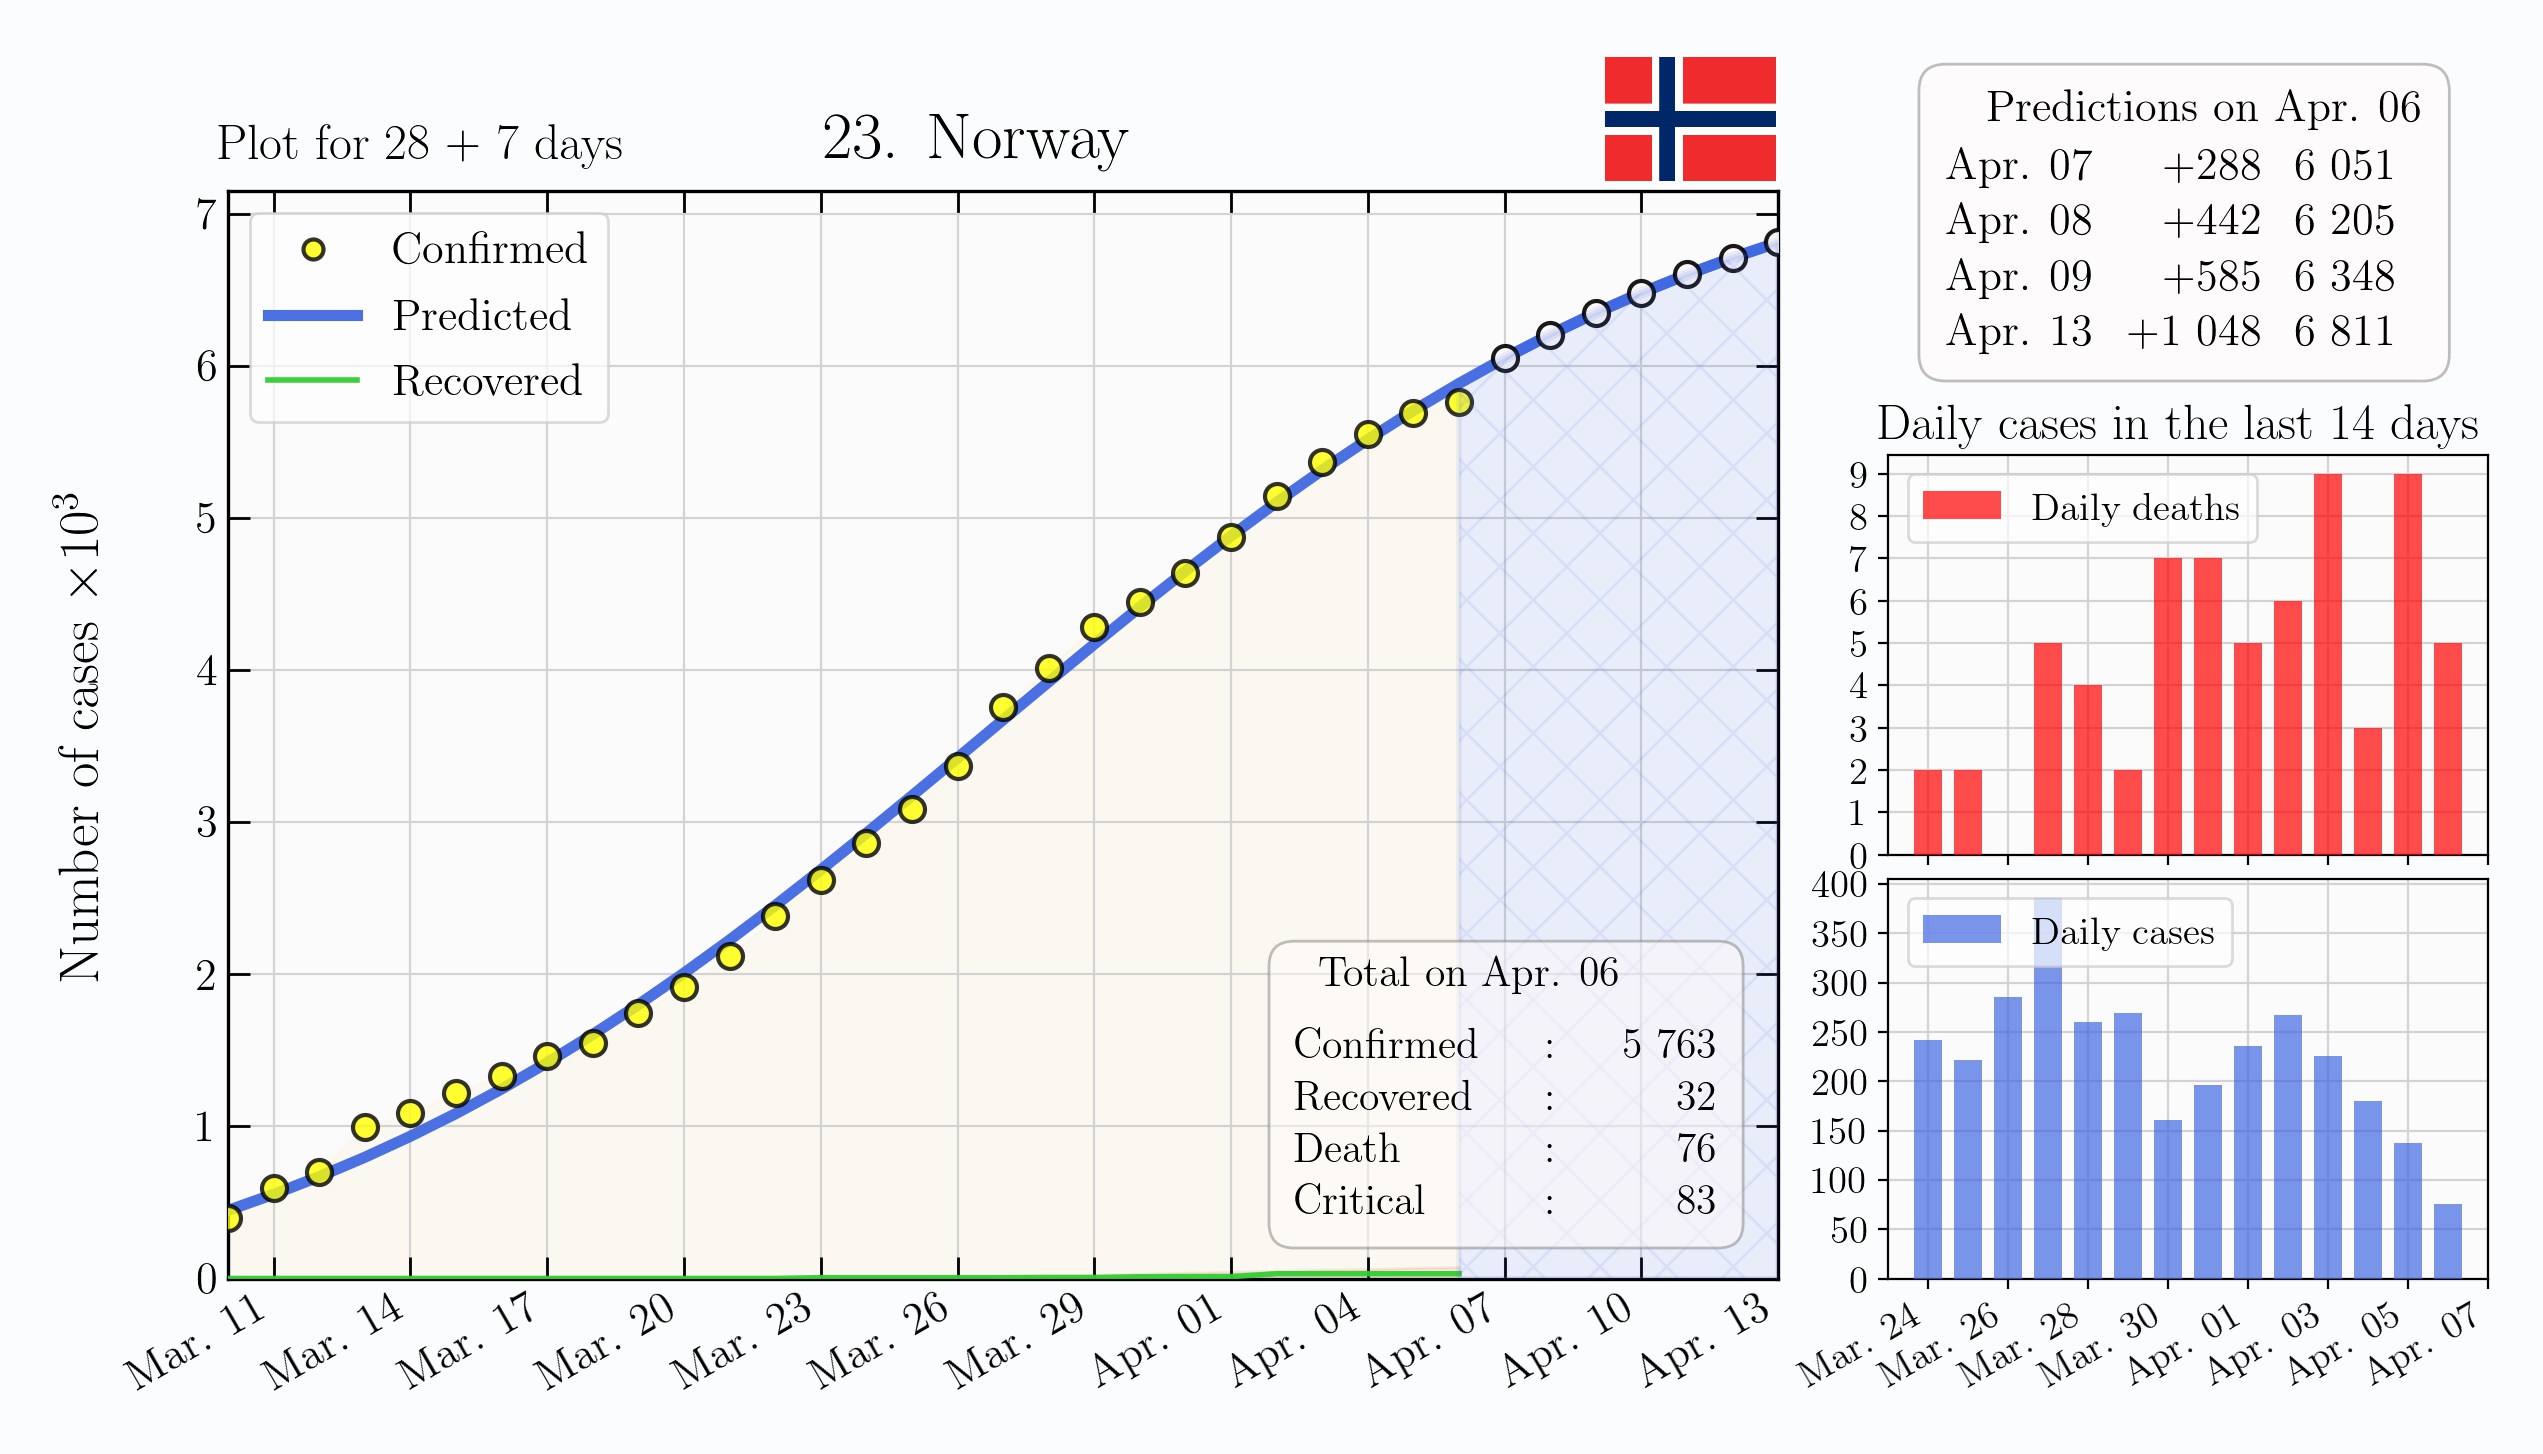 Plot for 28 + 7 days
23. Norway
Number of cases ×10³
7
6
5
4
3
2
1
0
Confirmed
Predicted
Recovered
Total on Apr. 06
Confirmed : 5 763
Recovered : 32
Death : 76
Critical : 83
Mar. 11
Mar. 14
Mar. 17
Mar. 20
Mar. 23
Mar. 26
Mar. 29
Apr. 01
Apr. 04
Apr. 07
Apr. 10
Apr. 13
Predictions on Apr. 06
Apr. 07 +288 6 051
Apr. 08 +442 6 205
Apr. 09 +585 6 348
Apr. 13 +1 048 6 811
Daily cases in the last 14 days
9
8
7
6
5
4
3
2
1
0
Daily deaths
400
350
300
250
200
150
100
50
0
Daily cases
Mar. 24
Mar. 26
Mar. 28
Mar. 30
Apr. 01
Apr. 03
Apr. 05
Apr. 07